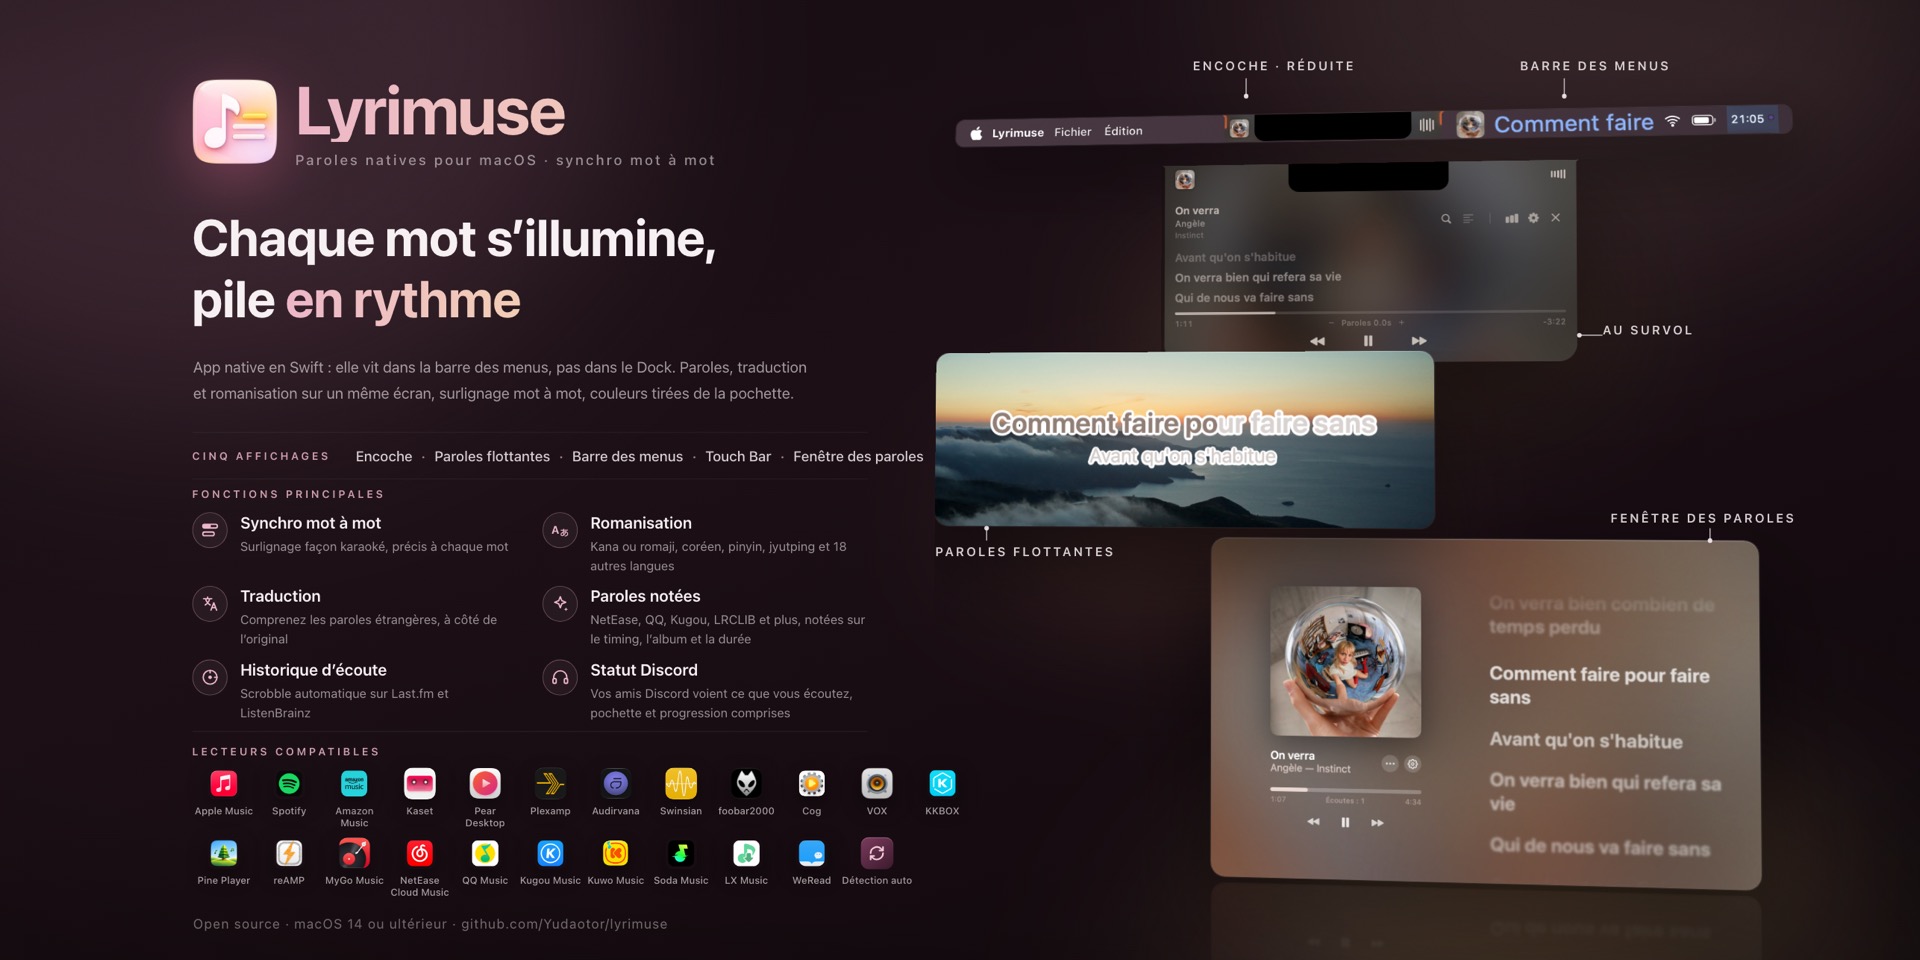 Lyrimuse
Paroles natives pour macOS · synchro mot à mot
Chaque mot s’illumine,
pile en rythme
App native en Swift : elle vit dans la barre des menus, pas dans le Dock. Paroles, traduction
et romanisation sur un même écran, surlignage mot à mot, couleurs tirées de la pochette.
CINQ AFFICHAGES Encoche · Paroles flottantes · Barre des menus · Touch Bar · Fenêtre des paroles
FONCTIONS PRINCIPALES
Synchro mot à mot
Surlignage façon karaoké, précis à chaque mot
Romanisation
Kana ou romaji, coréen, pinyin, jyutping et 18
autres langues
Traduction
Comprenez les paroles étrangères, à côté de
l’original
Paroles notées
NetEase, QQ, Kugou, LRCLIB et plus, notées sur
le timing, l’album et la durée
Historique d’écoute
Scrobble automatique sur Last.fm et
ListenBrainz
Statut Discord
Vos amis Discord voient ce que vous écoutez,
pochette et progression comprises
LECTEURS COMPATIBLES
amazon
music
Apple Music Spotify Amazon Music Kaset Pear Desktop Plexamp Audirvana Swinsian foobar2000 Cog VOX KKBOX
Pine Player reAMP MyGo Music NetEase Cloud Music QQ Music Kugou Music Kuwo Music Soda Music LX Music WeRead Détection auto
Open source · macOS 14 ou ultérieur · github.com/Yudaotor/lyrimuse
ENCOCHE · RÉDUITE
BARRE DES MENUS
Lyrimuse Fichier Édition
Comment faire
21:05
On verra
Angèle
Instinct
Avant qu'on s'habitue
On verra bien qui refera sa vie
Qui de nous va faire sans
1:11 − Paroles 0.0s + -3:22
AU SURVOL
Comment faire pour faire sans
Avant qu'on s'habitue
PAROLES FLOTTANTES
FENÊTRE DES PAROLES
On verra
Angèle — Instinct
1:07 Écoutes : 1 4:34
On verra bien combien de
temps perdu
Comment faire pour faire
sans
Avant qu'on s'habitue
On verra bien qui refera sa
vie
Qui de nous va faire sans